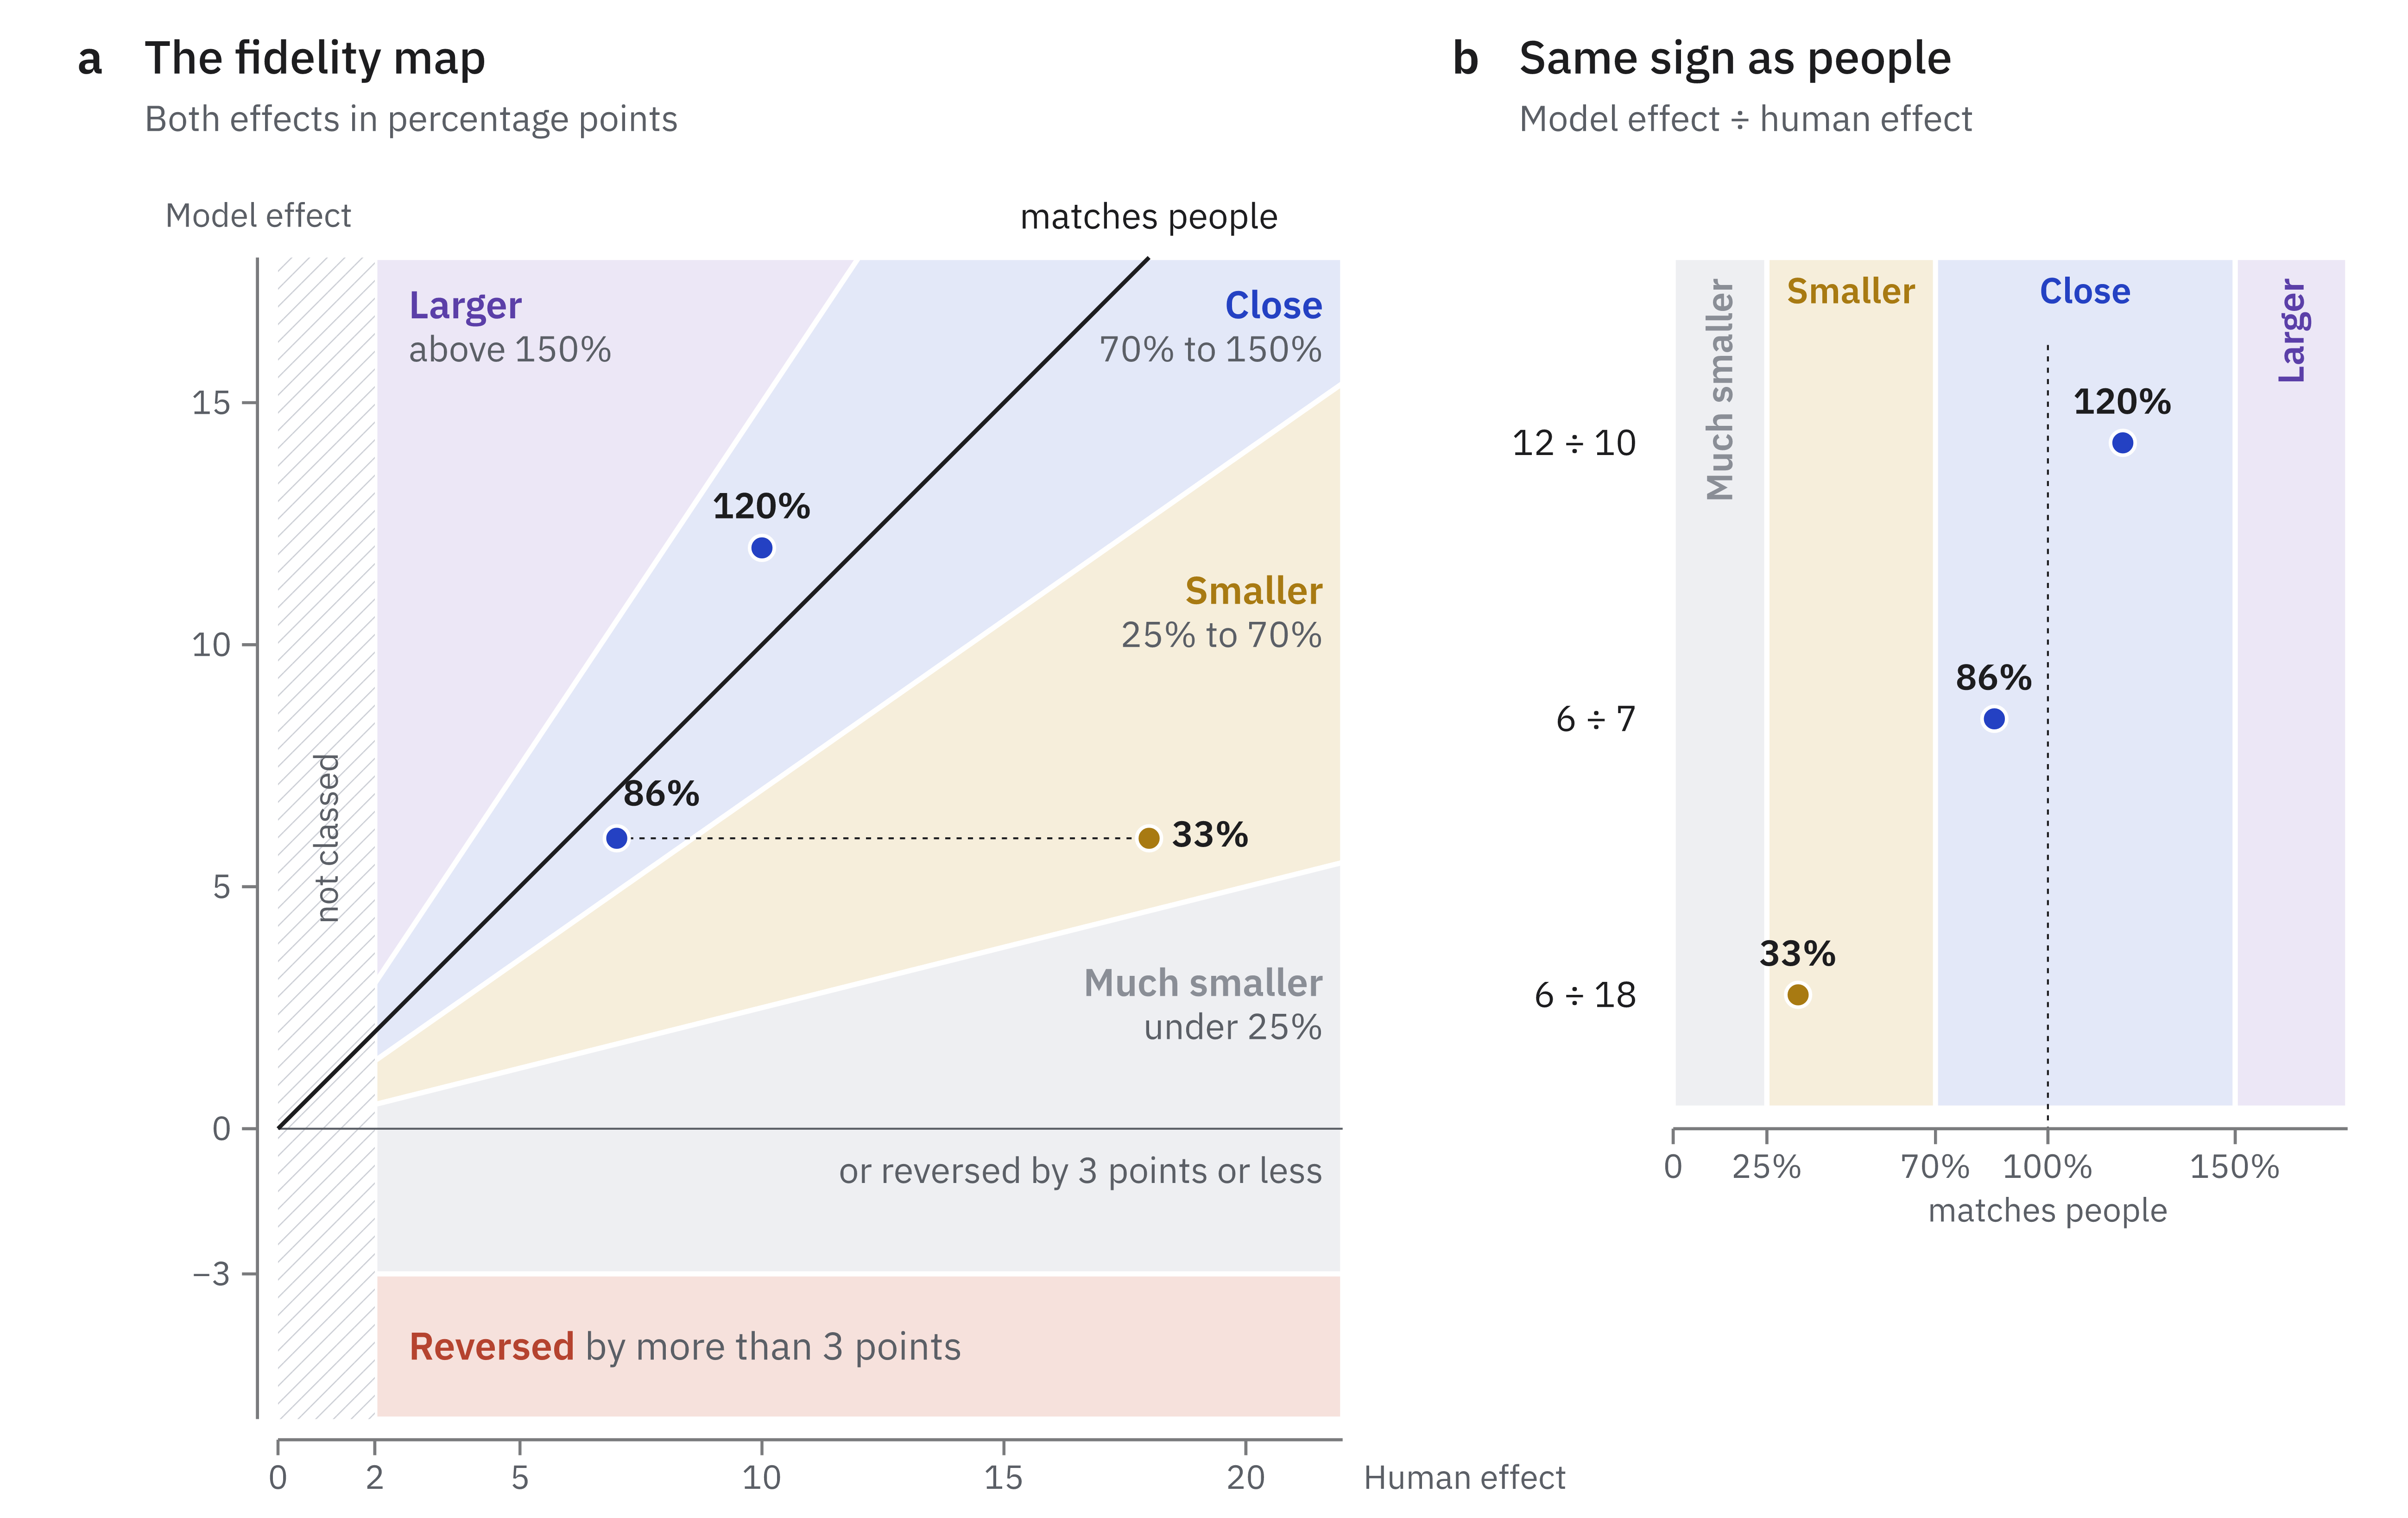 a The fidelity map
Both effects in percentage points
Model effect
matches people
Larger
above 150%
Close
70% to 150%
15
120%
10
Smaller
25% to 70%
86%
33%
not classed
5
Much smaller
under 25%
0
or reversed by 3 points or less
−3
Reversed by more than 3 points
0 2 5 10 15 20 Human effect
b Same sign as people
Model effect ÷ human effect
Much smaller
Smaller
Close
Larger
12 ÷ 10
120%
6 ÷ 7
86%
6 ÷ 18
33%
0 25% 70% 100% 150%
matches people